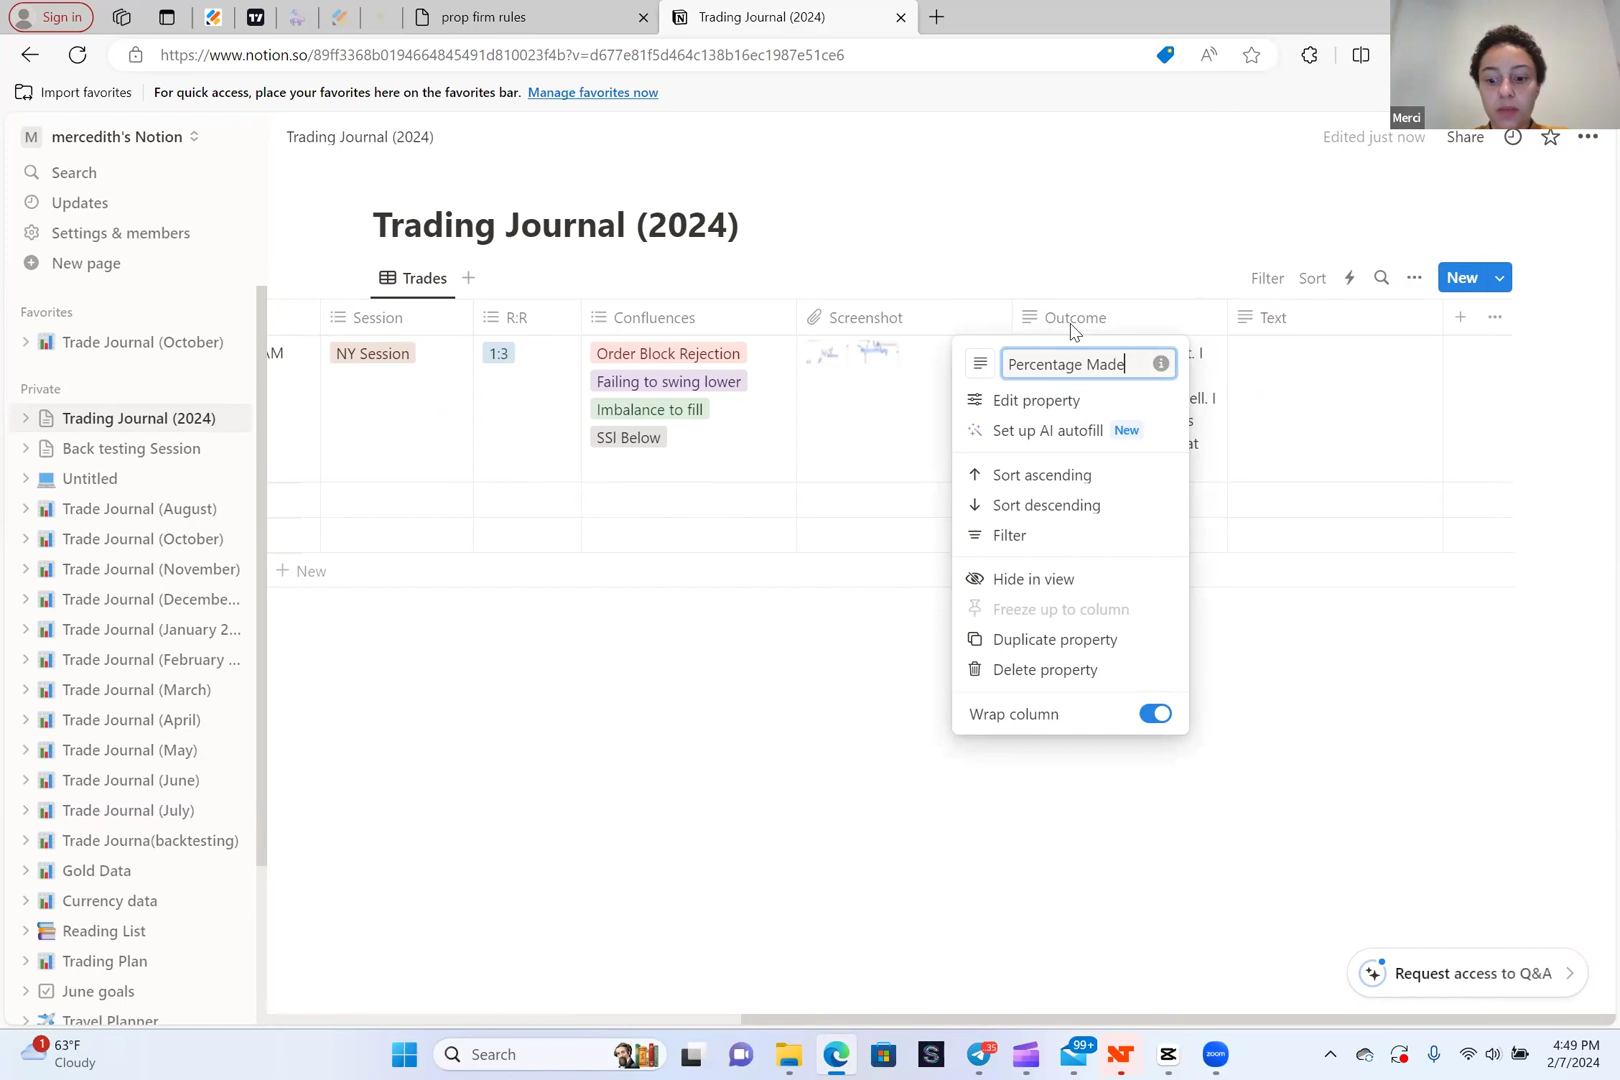 Sign in
prop firm rules
Trading Journal (2024)
https://www.notion.so/89ff3368b0194664845491d810023f4b?v=d677e81f5d464c138b16ec1987e51ce6
Import favorites
For quick access, place your favorites here on the favorites bar. Manage favorites now
Merci
M mercedith's Notion
Trading Journal (2024)
Edited just now
Share
Search
Updates
Settings & members
New page
Favorites
Trade Journal (October)
Private
Trading Journal (2024)
Back testing Session
Untitled
Trade Journal (August)
Trade Journal (October)
Trade Journal (November)
Trade Journal (Decembe...
Trade Journal (January 2...
Trade Journal (February ...
Trade Journal (March)
Trade Journal (April)
Trade Journal (May)
Trade Journal (June)
Trade Journal (July)
Trade Journa(backtesting)
Gold Data
Currency data
Reading List
Trading Plan
June goals
Travel Planner
Trading Journal (2024)
Trades
Filter Sort
New
Session R:R Confluences Screenshot Outcome Text
AM NY Session 1:3 Order Block Rejection
Failing to swing lower
Imbalance to fill
SSl Below
t. I
ell. I
s
at
New
Percentage Made
Edit property
Set up AI autofill New
Sort ascending
Sort descending
Filter
Hide in view
Freeze up to column
Duplicate property
Delete property
Wrap column
Request access to Q&A
1
63°F
Cloudy
Search
35
99+
zoom
4:49 PM
2/7/2024